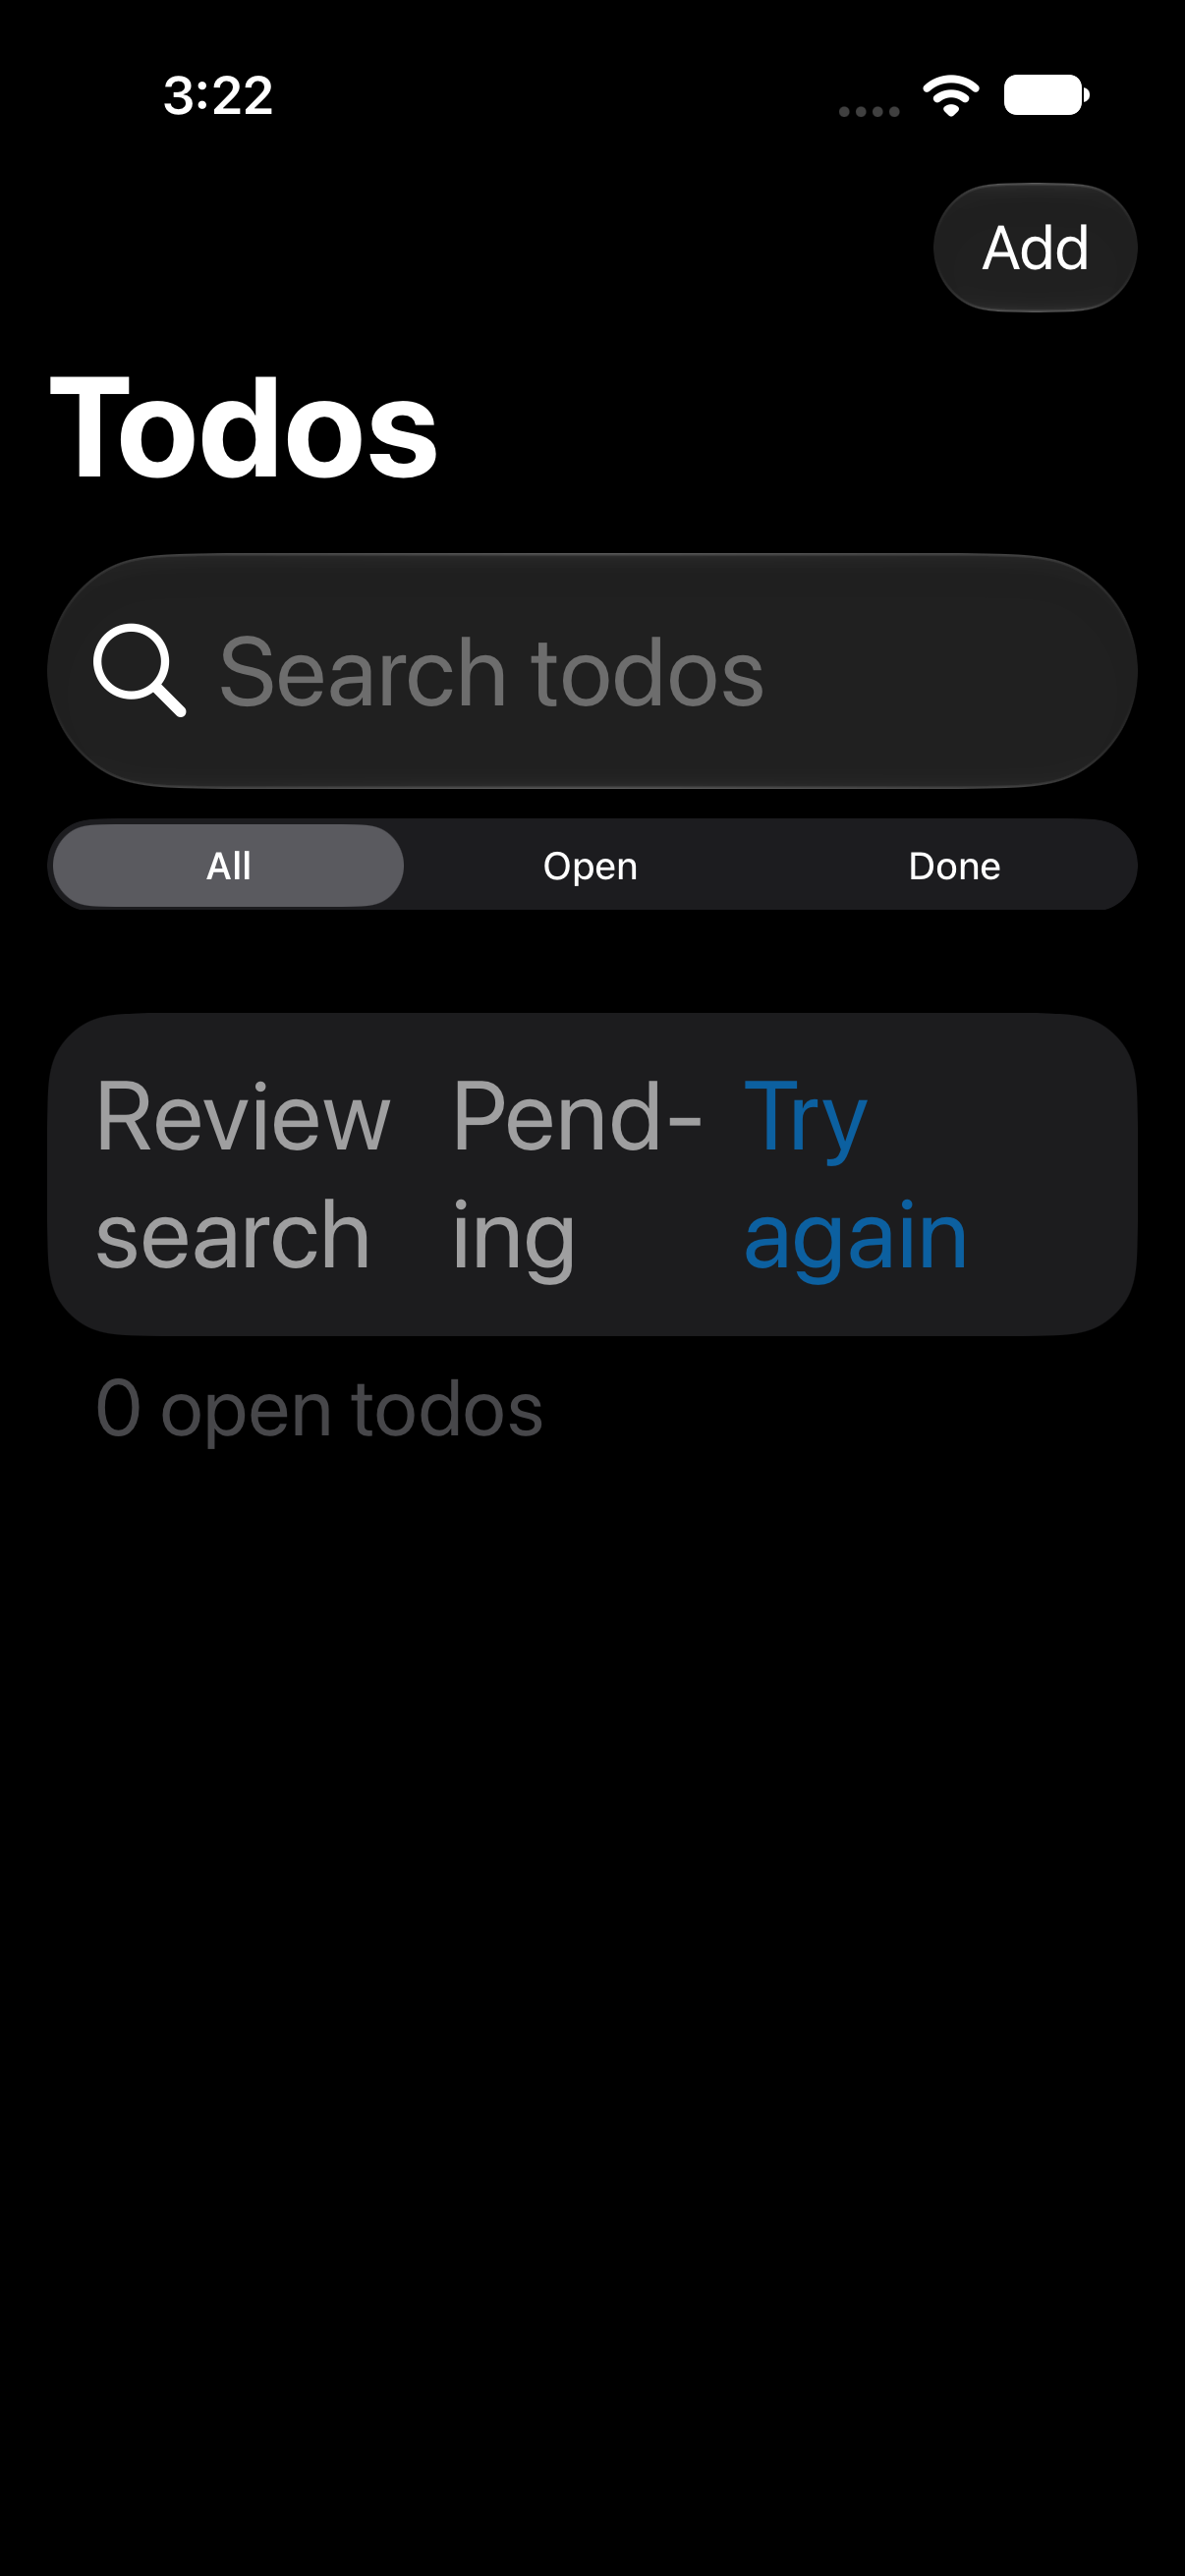 3:22
Add
Todos
Search todos
All Open Done
Review Pend- Try
search ing again
0 open todos